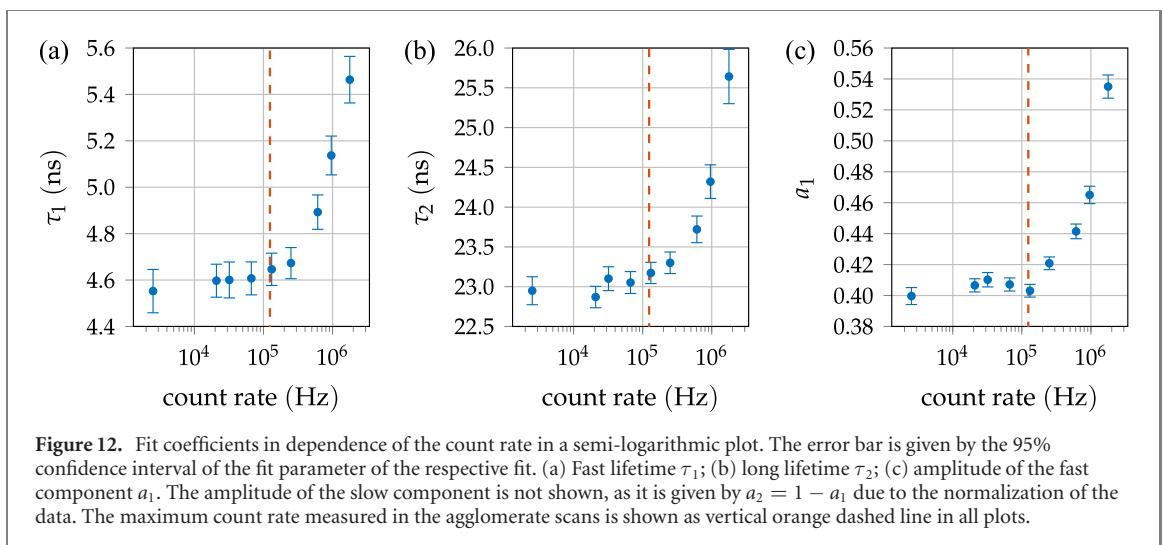 (a)
5.6
5.4
5.2
5.0
4.8
4.6
4.4
τ1 (ns)
10^4
10^5
10^6
count rate (Hz)
(b)
26.0
25.5
25.0
24.5
24.0
23.5
23.0
22.5
τ2 (ns)
10^4
10^5
10^6
count rate (Hz)
(c)
0.56
0.54
0.52
0.40
0.48
0.46
0.44
0.42
0.40
0.38
a1
10^4
10^5
10^6
count rate (Hz)
Figure 12. Fit coefficients in dependence of the count rate in a semi-logarithmic plot. The error bar is given by the 95%
confidence interval of the fit parameter of the respective fit. (a) Fast lifetime τ1; (b) long lifetime τ2; (c) amplitude of the fast
component a1. The amplitude of the slow component is not shown, as it is given by a2 = 1 − a1 due to the normalization of the
data. The maximum count rate measured in the agglomerate scans is shown as vertical orange dashed line in all plots.